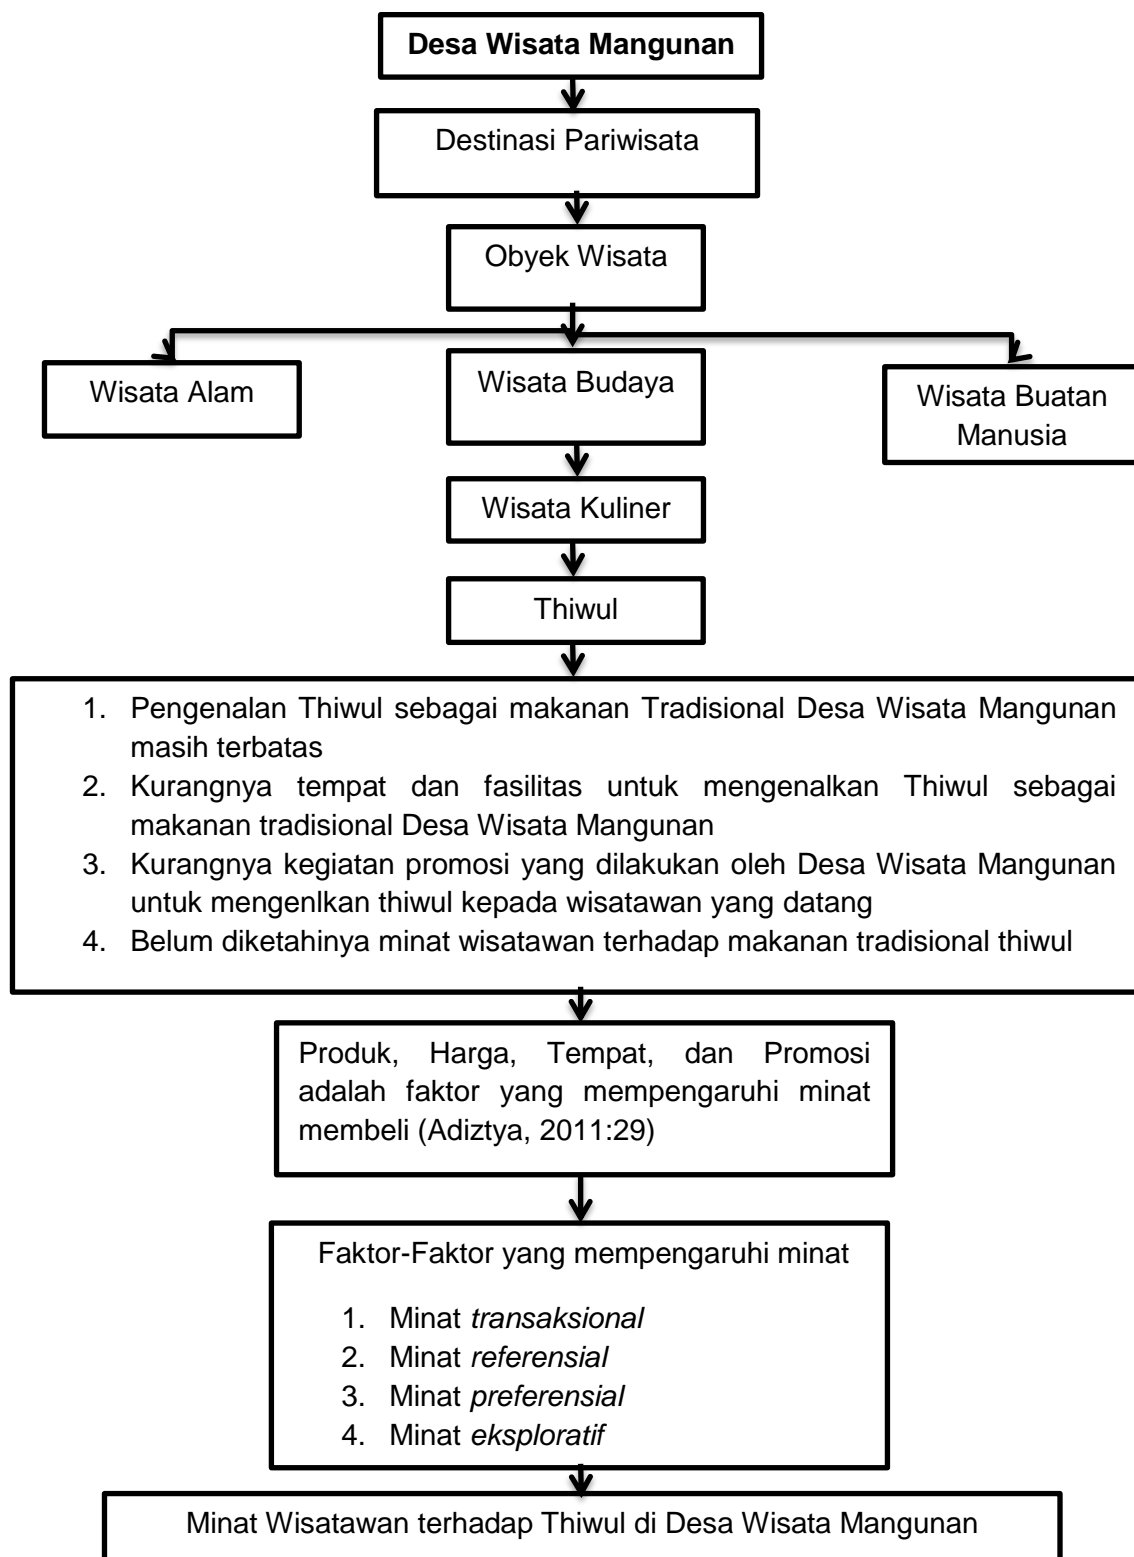 Desa Wisata Mangunan
Destinasi Pariwisata
Obyek Wisata
Wisata Alam
Wisata Budaya
Wisata Buatan
Manusia
Wisata Kuliner
Thiwul
1. Pengenalan Thiwul sebagai makanan Tradisional Desa Wisata Mangunan
masih terbatas
2. Kurangnya tempat dan fasilitas untuk mengenalkan Thiwul sebagai
makanan tradisional Desa Wisata Mangunan
3. Kurangnya kegiatan promosi yang dilakukan oleh Desa Wisata Mangunan
untuk mengenlkan thiwul kepada wisatawan yang datang
4. Belum diketahinya minat wisatawan terhadap makanan tradisional thiwul
Produk, Harga, Tempat, dan Promosi
adalah faktor yang mempengaruhi minat
membeli (Adiztya, 2011:29)
Faktor-Faktor yang mempengaruhi minat
1. Minat transaksional
2. Minat referensial
3. Minat preferensial
4. Minat eksploratif
Minat Wisatawan terhadap Thiwul di Desa Wisata Mangunan